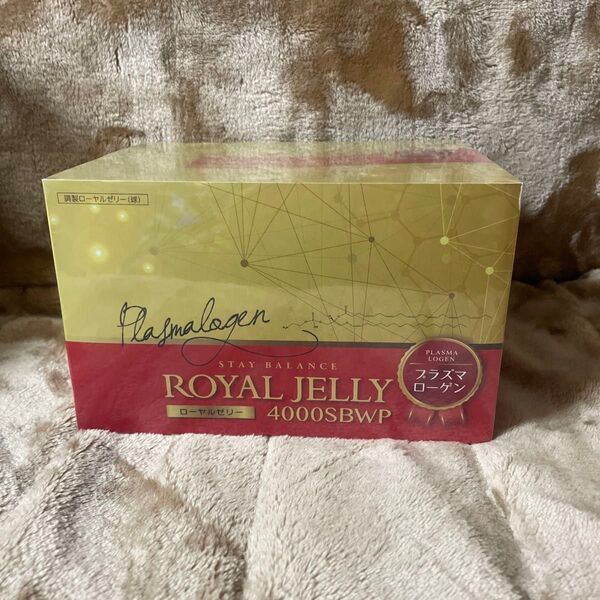 調製ローヤルゼリー(球)
Plasmalogen
STAY BALANCE
ROYAL JELLY
ローヤルゼリー 4000SBWP
PLASMA
LOGEN
プラズマ
ローゲン